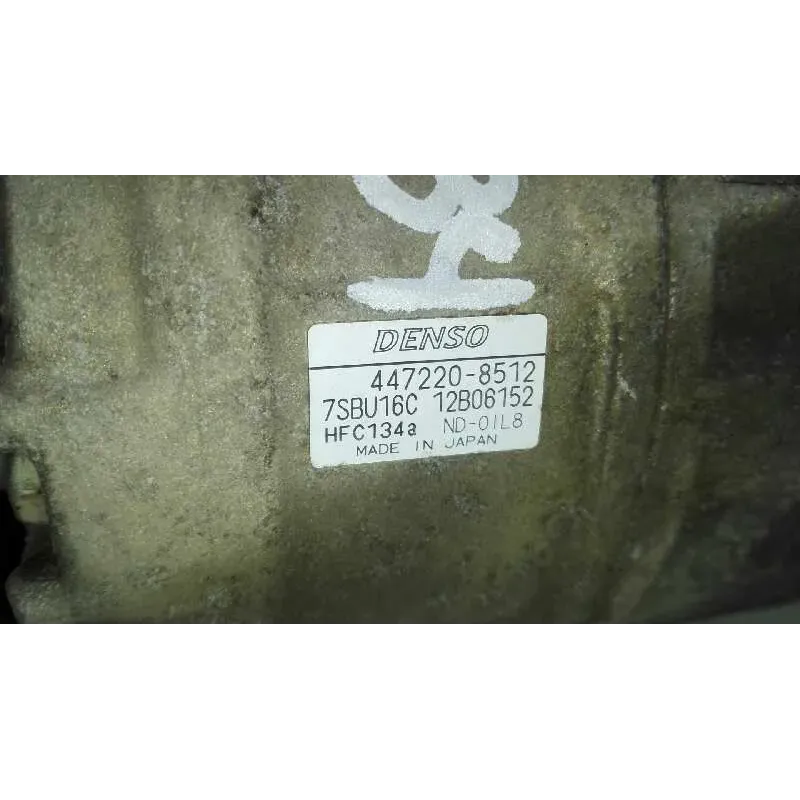 DENSO
447220-8512
7SBU16C 12B06152
HFC134a ND-OIL8
MADE IN JAPAN